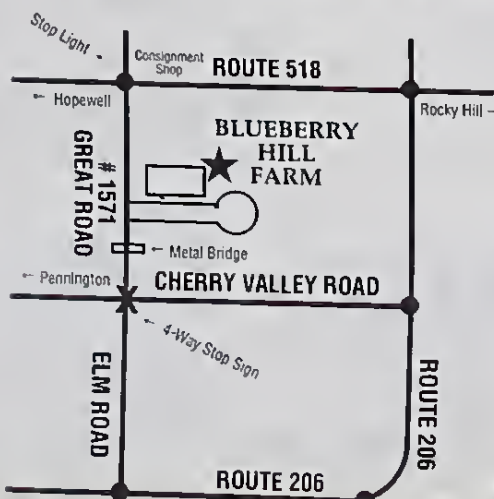 Stop Light
Consignment
Shop
ROUTE 518
← Hopewell
Rocky Hill
BLUEBERRY
HILL
FARM
# 1571
GREAT ROAD
← Metal Bridge
← Pennington
CHERRY VALLEY ROAD
← 4-Way Stop Sign
ELM ROAD
ROUTE 206
ROUTE 206